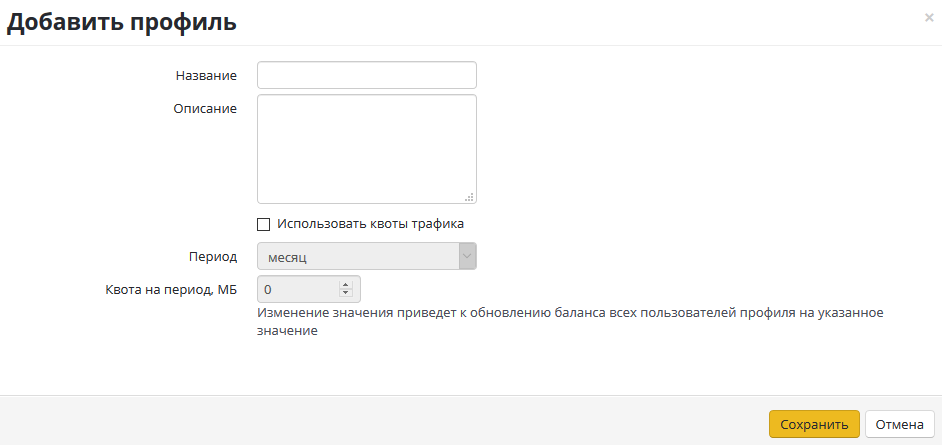 Добавить профиль
×
Название
Описание
Использовать квоты трафика
Период
месяц
Квота на период, МБ
0
Изменение значения приведет к обновлению баланса всех пользователей профиля на указанное
значение
Сохранить
Отмена